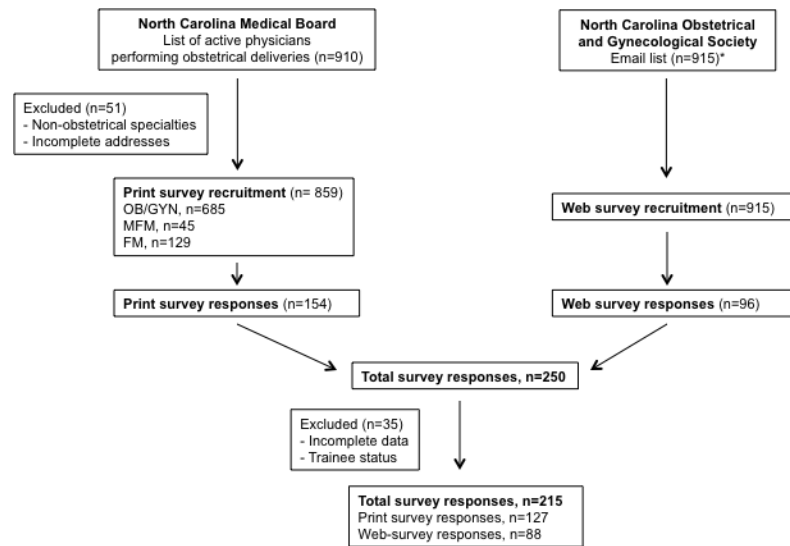 North Carolina Medical Board
List of active physicians
performing obstetrical deliveries (n=910)
North Carolina Obstetrical
and Gynecological Society
Email list (n=915)*
Excluded (n=51)
- Non-obstetrical specialties
- Incomplete addresses
Print survey recruitment (n= 859)
OB/GYN, n=685
MFM, n=45
FM, n=129
Web survey recruitment (n=915)
Print survey responses (n=154)
Web survey responses (n=96)
Total survey responses, n=250
Excluded (n=35)
- Incomplete data
- Trainee status
Total survey responses, n=215
Print survey responses, n=127
Web-survey responses, n=88